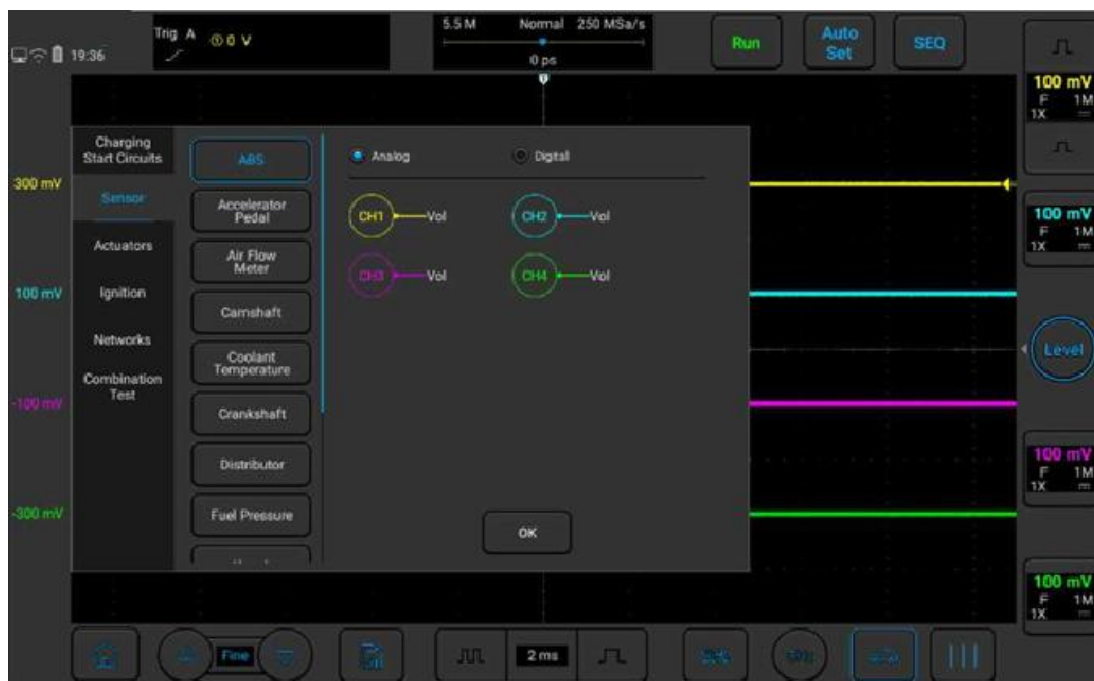 5.5 M Normal 250 MSa/s
Trig A
19:36
0 ps
Run
Auto
Set
SEQ
100 mV
F 1M
1X
Charging
Start Circuits
Sensor
Actuators
Ignition
Networks
Combination
Test
ABS
Accelerator
Pedal
Air Flow
Meter
Camshaft
Coolant
Temperature
Crankshaft
Distributor
Fuel Pressure
Analog
Digital
CH1 Vol
CH2 Vol
CH3 Vol
CH4 Vol
OK
300 mV
100 mV
-100 mV
-300 mV
100 mV
F 1M
1X
Level
100 mV
F 1M
1X
100 mV
F 1M
1X
Fine
2 ms